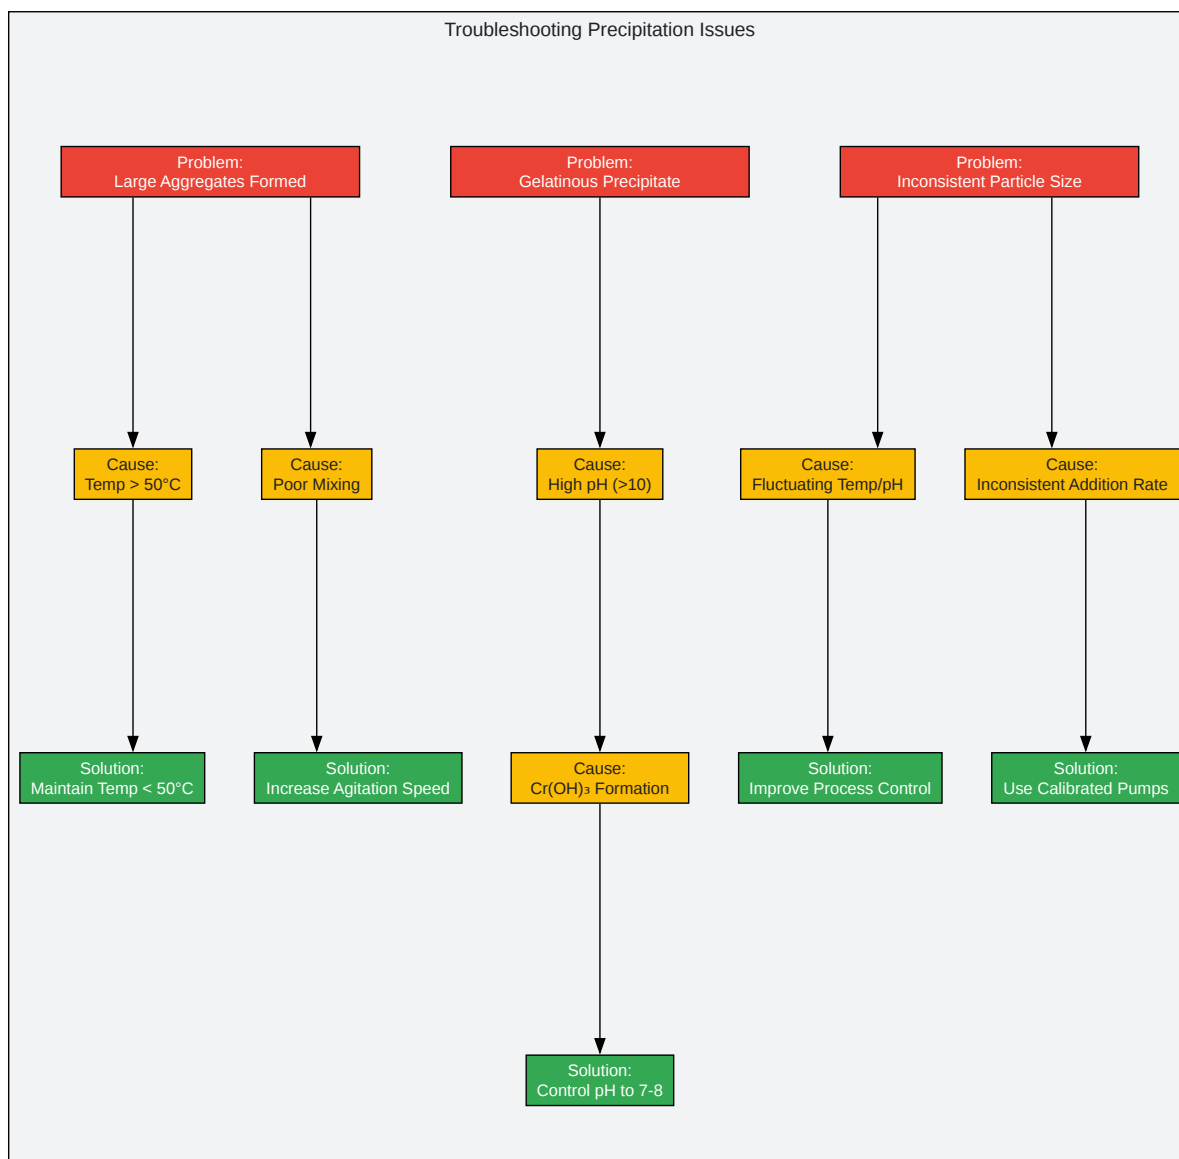 Troubleshooting Precipitation Issues
Problem:
Large Aggregates Formed
Problem:
Gelatinous Precipitate
Problem:
Inconsistent Particle Size
Cause:
Temp > 50°C
Cause:
Poor Mixing
Cause:
High pH (>10)
Cause:
Fluctuating Temp/pH
Cause:
Inconsistent Addition Rate
Solution:
Maintain Temp < 50°C
Solution:
Increase Agitation Speed
Cause:
Cr(OH)₃ Formation
Solution:
Improve Process Control
Solution:
Use Calibrated Pumps
Solution:
Control pH to 7-8